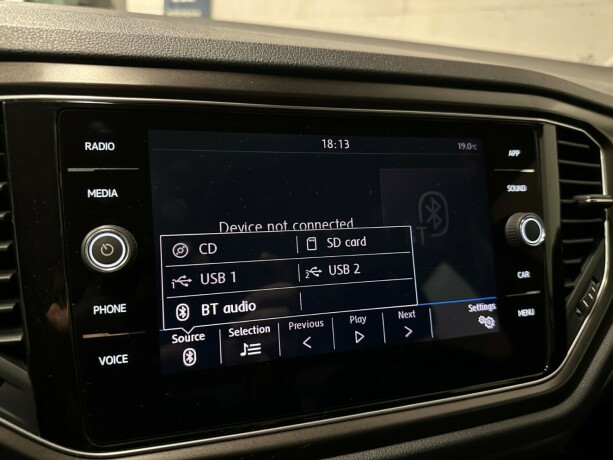 RADIO
MEDIA
PHONE
VOICE
18:13
19.0°C
Device not connected
CD
SD card
USB 1
USB 2
BT audio
Source
Selection
Previous
Play
Next
Settings
APP
SOUND
CAR
MENU